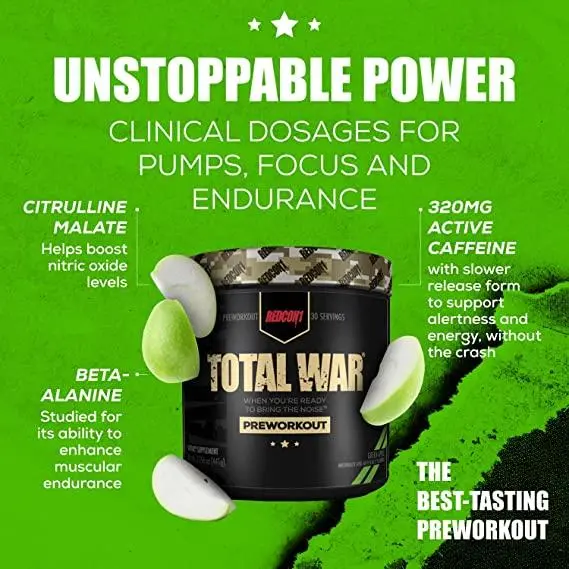 UNSTOPPABLE POWER
CLINICAL DOSAGES FOR
PUMPS, FOCUS AND
ENDURANCE
CITRULLINE
MALATE
Helps boost
nitric oxide
levels
320MG
ACTIVE
CAFFEINE
with slower
release form
to support
alertness and
energy, without
the crash
BETA-
ALANINE
Studied for
its ability to
enhance
muscular
endurance
PREWORKOUT
REDCON1
30 SERVINGS
TOTAL WAR®
WHEN YOU'RE READY
TO BRING THE NOISE™
PREWORKOUT
GREEN APPLE
THE
BEST-TASTING
PREWORKOUT